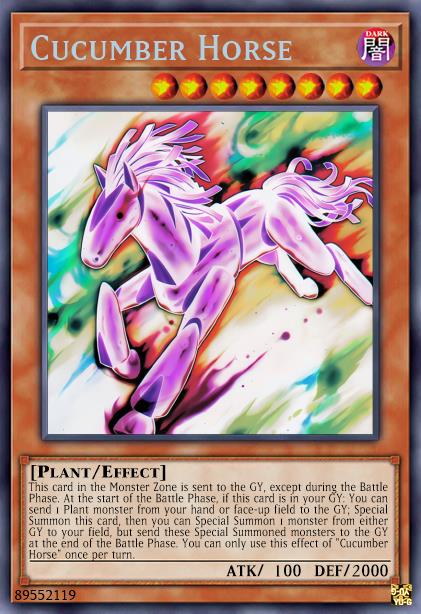 Cucumber Horse
DARK
闇
[Plant/Effect]
This card in the Monster Zone is sent to the GY, except during the Battle
Phase. At the start of the Battle Phase, if this card is in your GY: You can
send 1 Plant monster from your hand or face-up field to the GY; Special
Summon this card, then you can Special Summon 1 monster from either
GY to your field, but send these Special Summoned monsters to the GY
at the end of the Battle Phase. You can only use this effect of "Cucumber
Horse" once per turn.
ATK/ 100 DEF/2000
89552119